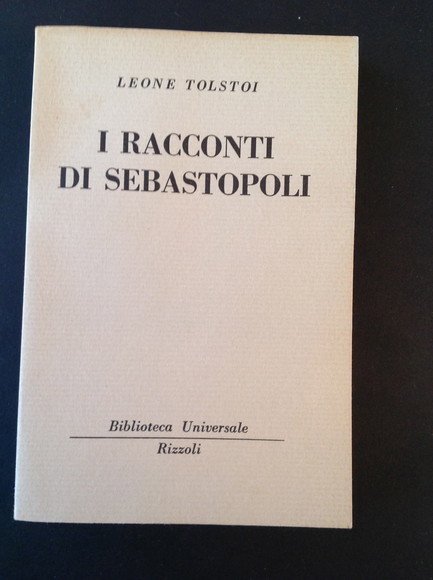 LEONE TOLSTOI
I RACCONTI
DI SEBASTOPOLI
Biblioteca Universale
Rizzoli